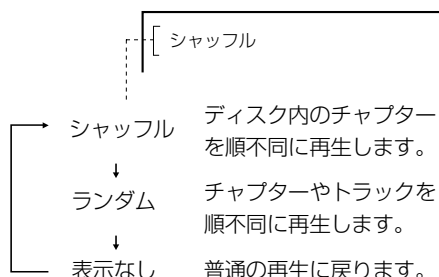 シャッフル
シャッフル
ディスク内のチャプター
を順不同に再生します。
ランダム
チャプターやトラックを
順不同に再生します。
表示なし
普通の再生に戻ります。